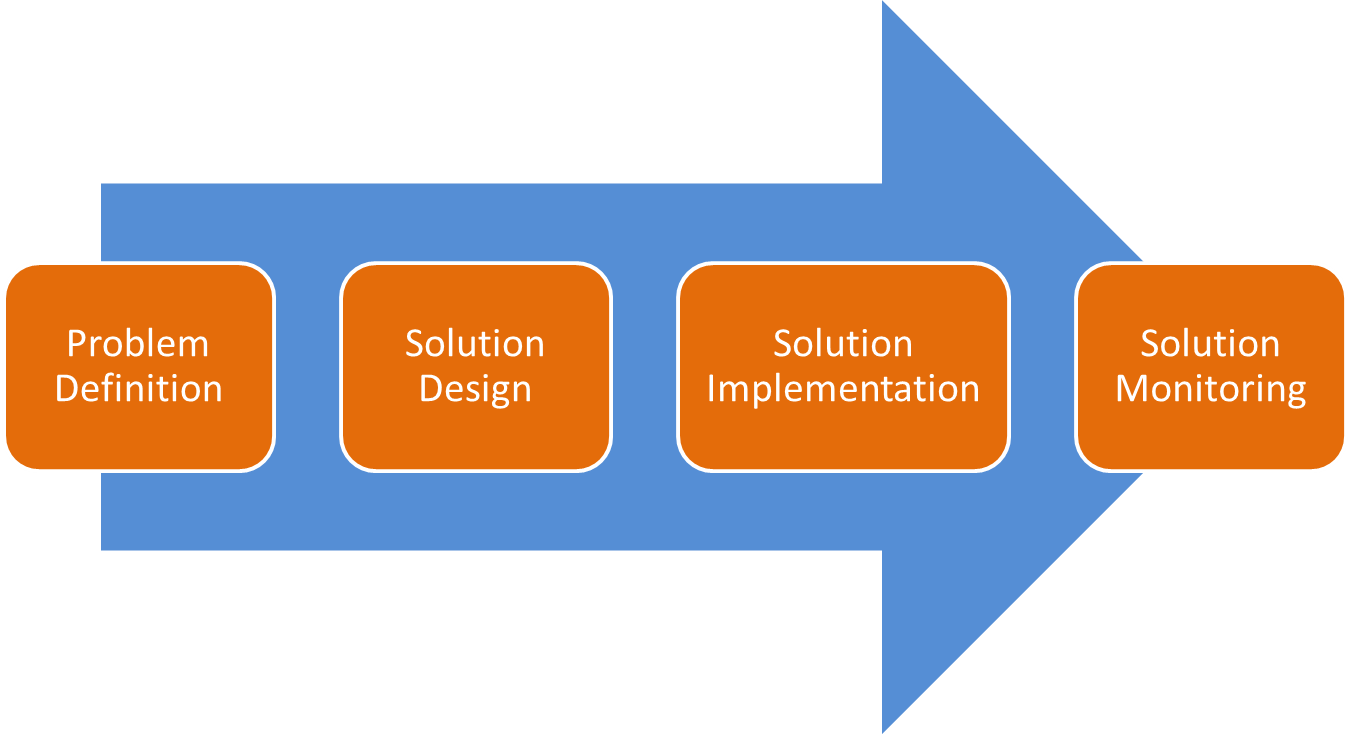 Problem
Definition
Solution
Design
Solution
Implementation
Solution
Monitoring